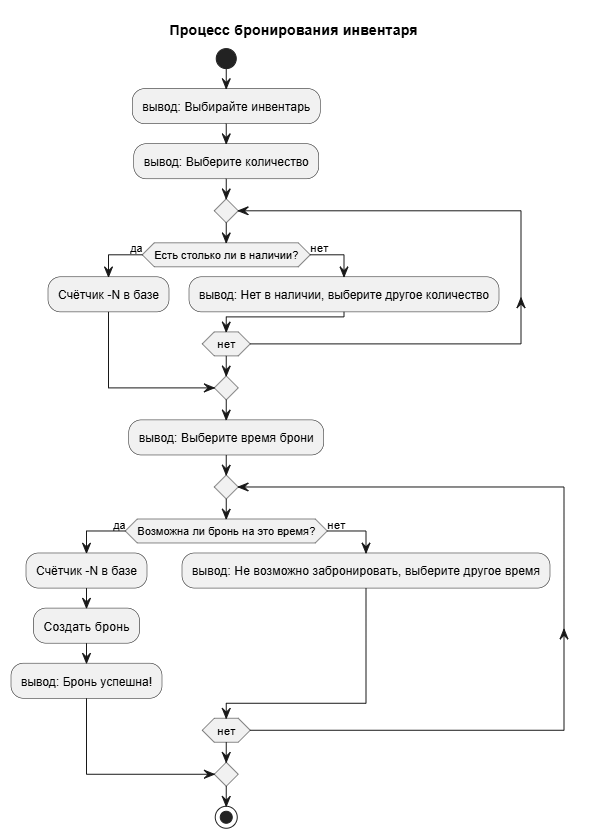 Процесс бронирования инвентаря
вывод: Выбирайте инвентарь
вывод: Выберите количество
Есть столько ли в наличии?
да
нет
Счётчик -N в базе
вывод: Нет в наличии, выберите другое количество
нет
вывод: Выберите время брони
Возможна ли бронь на это время?
да
нет
Счётчик -N в базе
вывод: Не возможно забронировать, выберите другое время
Создать бронь
вывод: Бронь успешна!
нет